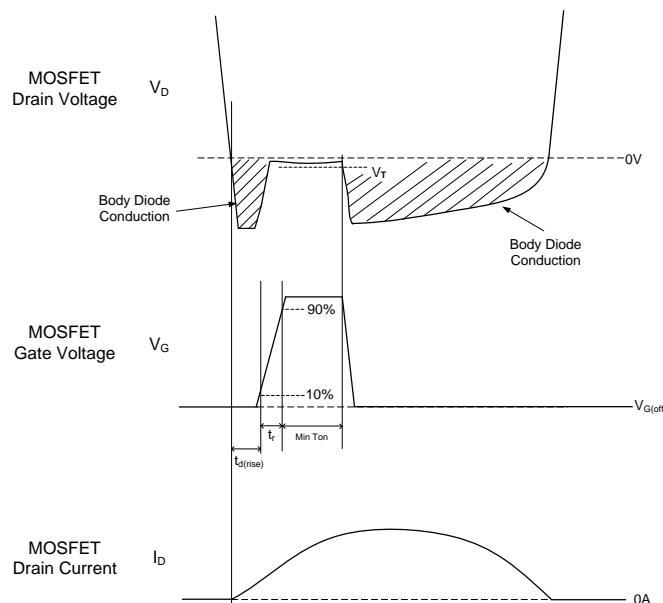 MOSFET
Drain Voltage
V_D
0V
V_T
Body Diode
Conduction
Body Diode
Conduction
MOSFET
Gate Voltage
V_G
90%
10%
V_G(off
t_r
Min Ton
t_d(rise)
MOSFET
Drain Current
I_D
0A